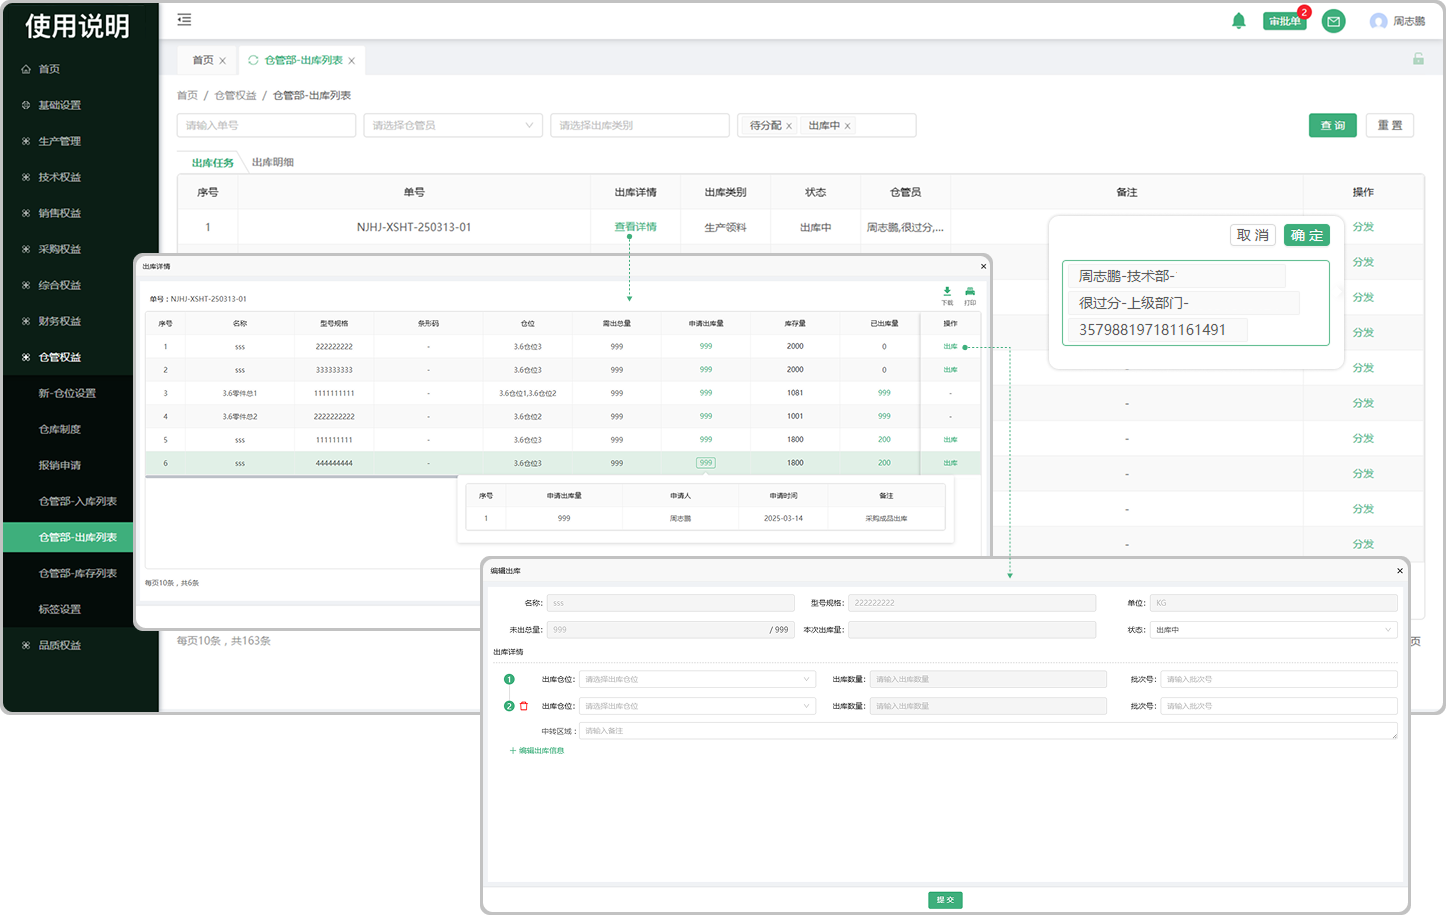 使用说明
首页
基础设置
生产管理
技术权益
销售权益
采购权益
综合权益
财务权益
仓管权益
新-仓位设置
仓库制度
报销申请
仓管部-入库列表
仓管部-出库列表
仓管部-库存列表
标签设置
品质权益
审批单 2 周志鹏
首页 x 仓管部-出库列表 x
首页 / 仓管权益 / 仓管部-出库列表
请输入单号 请选择仓管员 请选择出库类别 待分配 x 出库中 x 查 询 重 置
出库任务 出库明细
序号 单号 出库详情 出库类别 状态 仓管员 备注 操作
1 NJHJ-XSHT-250313-01 查看详情 生产领料 出库中 周志鹏,很过分,... 分发
分发
分发
分发
- 分发
- 分发
- 分发
- 分发
- 分发
- 分发
每页10条，共163条 页
取 消 确 定
周志鹏-技术部-
很过分-上级部门-
357988197181161491
出库详情 ×
单号：NJHJ-XSHT-250313-01 下载 打印
序号 名称 型号规格 条形码 仓位 需出总量 申请出库量 库存量 已出库量 操作
1 sss 222222222 - 3.6仓位3 999 999 2000 0 出库
2 sss 333333333 - 3.6仓位3 999 999 2000 0 出库
3 3.6零件总1 1111111111 - 3.6仓位1,3.6仓位2 999 999 1081 999 -
4 3.6零件总2 2222222222 - 3.6仓位2 999 999 1001 999 -
5 sss 111111111 - 3.6仓位3 999 999 1800 200 出库
6 sss 444444444 - 3.6仓位3 999 999 1800 200 出库
序号 申请出库量 申请人 申请时间 备注
1 999 周志鹏 2025-03-14 采购成品出库
每页10条，共6条
编辑出库 ×
名称: sss 型号规格: 222222222 单位: KG
未出总量: 999 / 999 本次出库量: 状态: 出库中
出库详情
1 出库仓位: 请选择出库仓位 出库数量: 请输入出库数量 批次号: 请输入批次号
2 出库仓位: 请选择出库仓位 出库数量: 请输入出库数量 批次号: 请输入批次号
中转区域: 请输入备注
+ 编辑出库信息
提 交